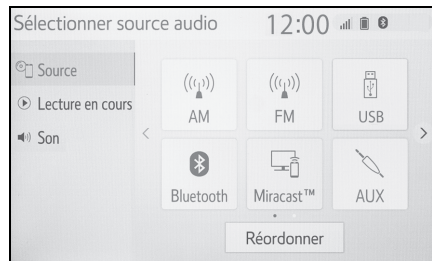 Sélectionner source audio 12:00
Source
Lecture en cours
Son
AM FM USB
Bluetooth Miracast™ AUX
Réordonner